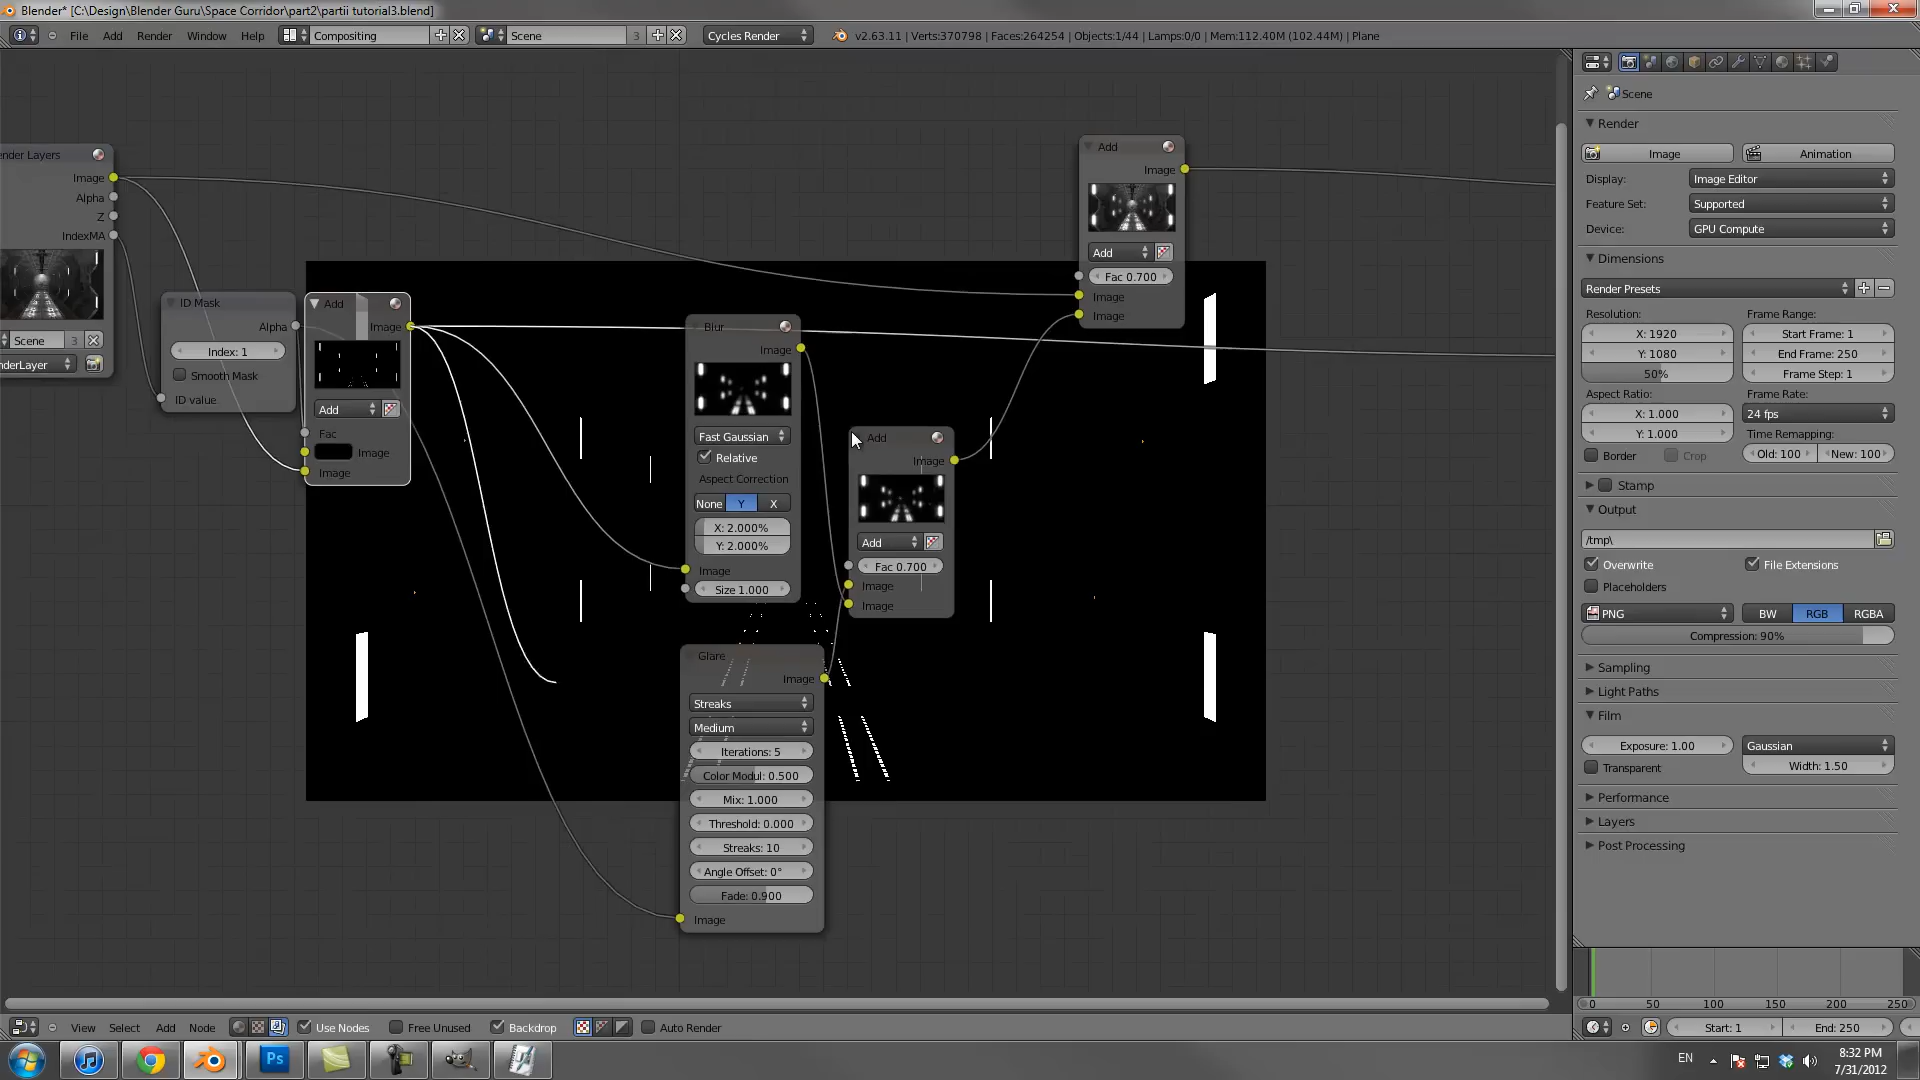 Blender* [C:\Design\Blender Guru\Space Corridor\part2\partii tutorial3.blend]
File Add Render Window Help Compositing Scene 3 Cycles Render v2.63.11 | Verts:370798 | Faces:264254 | Objects:1/44 | Lamps:0/0 | Mem:112.40M (102.44M) | Plane
ender Layers
Image
Alpha
Z
IndexMA
Scene 3
nderLayer
ID Mask
Alpha
Index: 1
Smooth Mask
ID value
Add
Image
Add
Fac
Image
Image
Blur
Image
Fast Gaussian
Relative
Aspect Correction
None Y X
X: 2.000%
Y: 2.000%
Image
Size 1.000
Glare
Image
Streaks
Medium
Iterations: 5
Color Modul: 0.500
Mix: 1.000
Threshold: 0.000
Streaks: 10
Angle Offset: 0°
Fade: 0.900
Image
Add
Image
Add
Fac 0.700
Image
Image
Add
Image
Add
Fac 0.700
Image
Image
Scene
Render
Image Animation
Display: Image Editor
Feature Set: Supported
Device: GPU Compute
Dimensions
Render Presets
Resolution: Frame Range:
X: 1920 Start Frame: 1
Y: 1080 End Frame: 250
50% Frame Step: 1
Aspect Ratio: Frame Rate:
X: 1.000 24 fps
Y: 1.000 Time Remapping:
Border Crop Old: 100 New: 100
Stamp
Output
/tmp\
Overwrite File Extensions
Placeholders
PNG BW RGB RGBA
Compression: 90%
Sampling
Light Paths
Film
Exposure: 1.00 Gaussian
Transparent Width: 1.50
Performance
Layers
Post Processing
0 50 100 150 200 250
View Select Add Node Use Nodes Free Unused Backdrop Auto Render
Start: 1 End: 250
Ps
EN
8:32 PM
7/31/2012